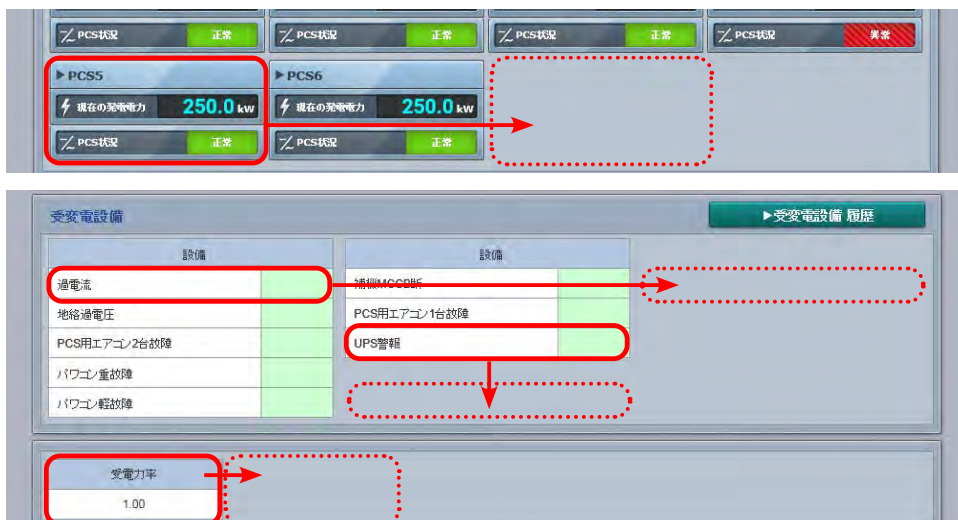 PCS状況 正常 PCS状況 正常 PCS状況 正常 PCS状況 異常
▶PCS5 ▶PCS6
現在の発電電力 250.0 kw 現在の発電電力 250.0 kw
PCS状況 正常 PCS状況 正常
受変電設備 ▶受変電設備 履歴
設備 設備
過電流 補機MCCB断
地絡過電圧 PCS用エアコン1台故障
PCS用エアコン2台故障 UPS警報
パワコン重故障
パワコン軽故障
受電力率
1.00